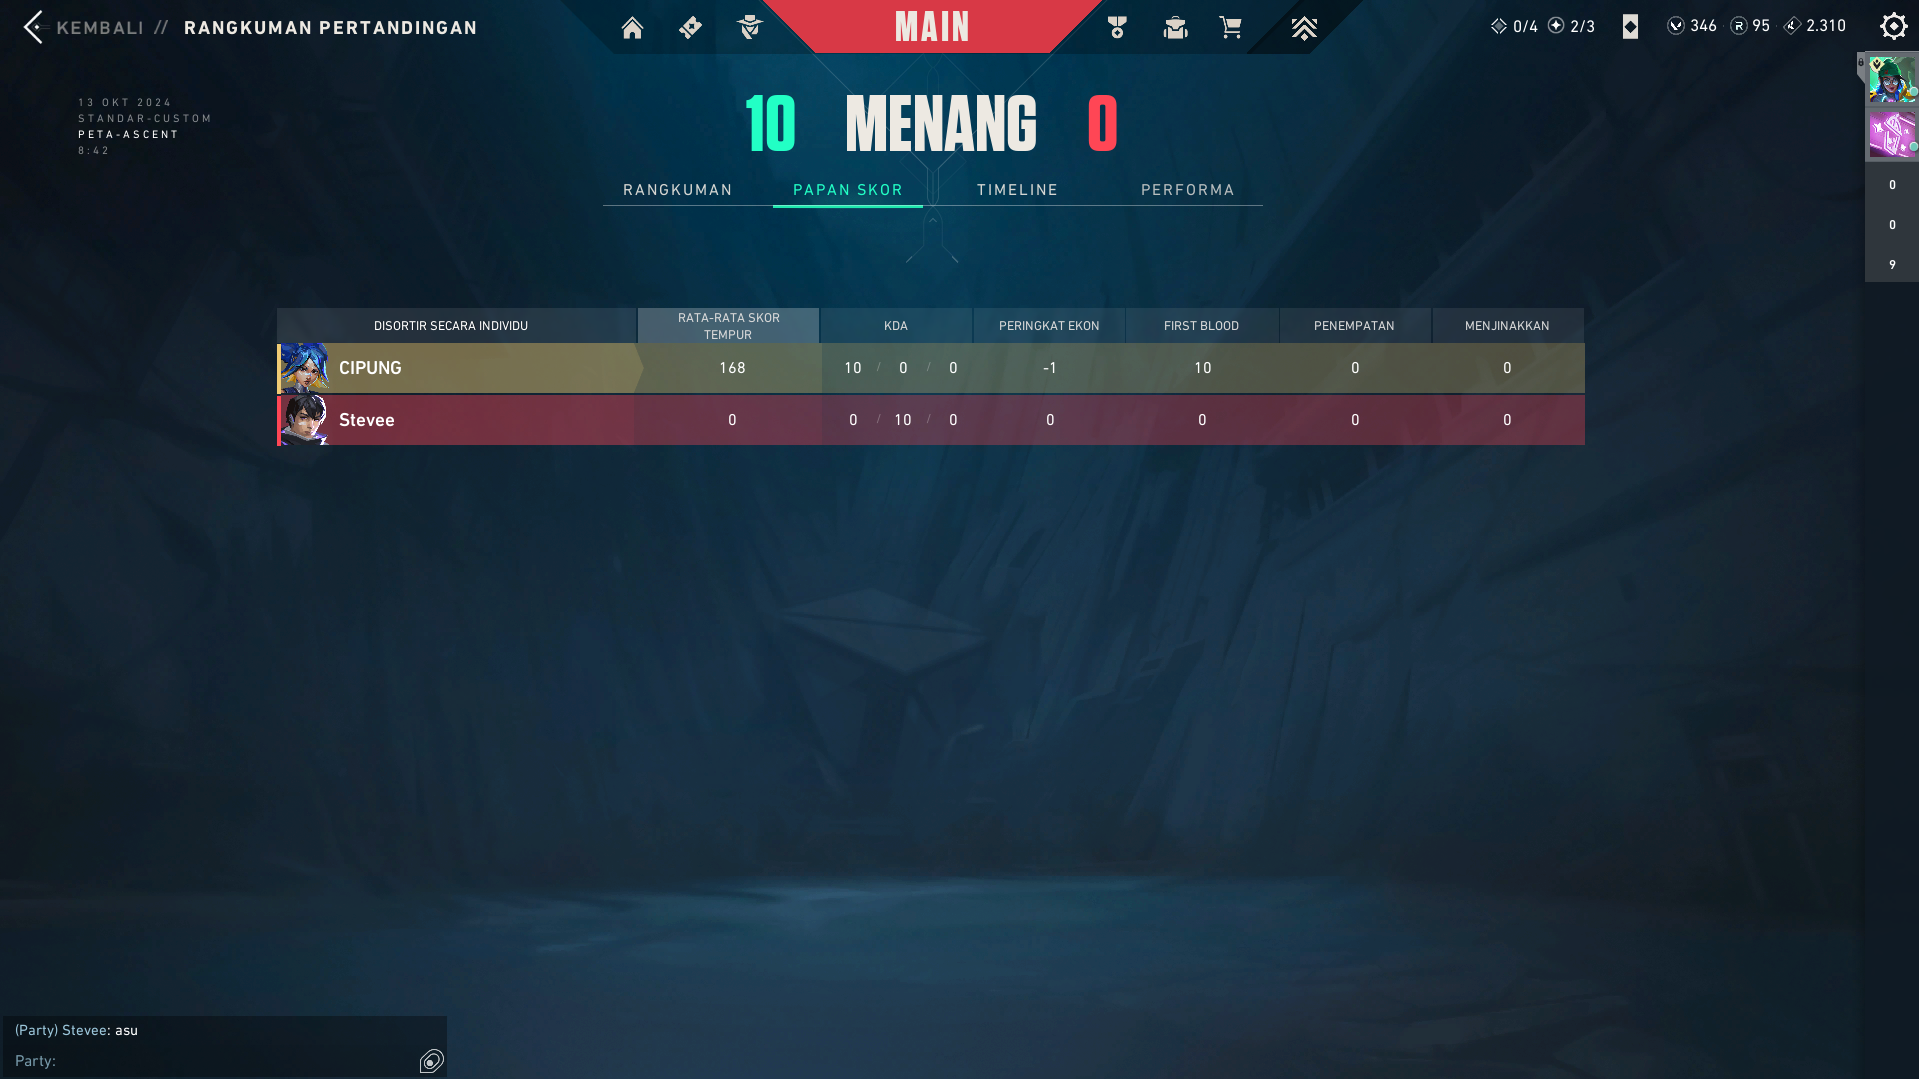 KEMBALI // RANGKUMAN PERTANDINGAN
MAIN
0/4 2/3 346 95 2.310
13 OKT 2024
STANDAR-CUSTOM
PETA-ASCENT
8:42
10 MENANG 0
RANGKUMAN PAPAN SKOR TIMELINE PERFORMA
0
0
9
DISORTIR SECARA INDIVIDU RATA-RATA SKOR TEMPUR KDA PERINGKAT EKON FIRST BLOOD PENEMPATAN MENJINAKKAN
CIPUNG 168 10 / 0 / 0 -1 10 0 0
Stevee 0 0 / 10 / 0 0 0 0 0
(Party) Stevee: asu
Party: